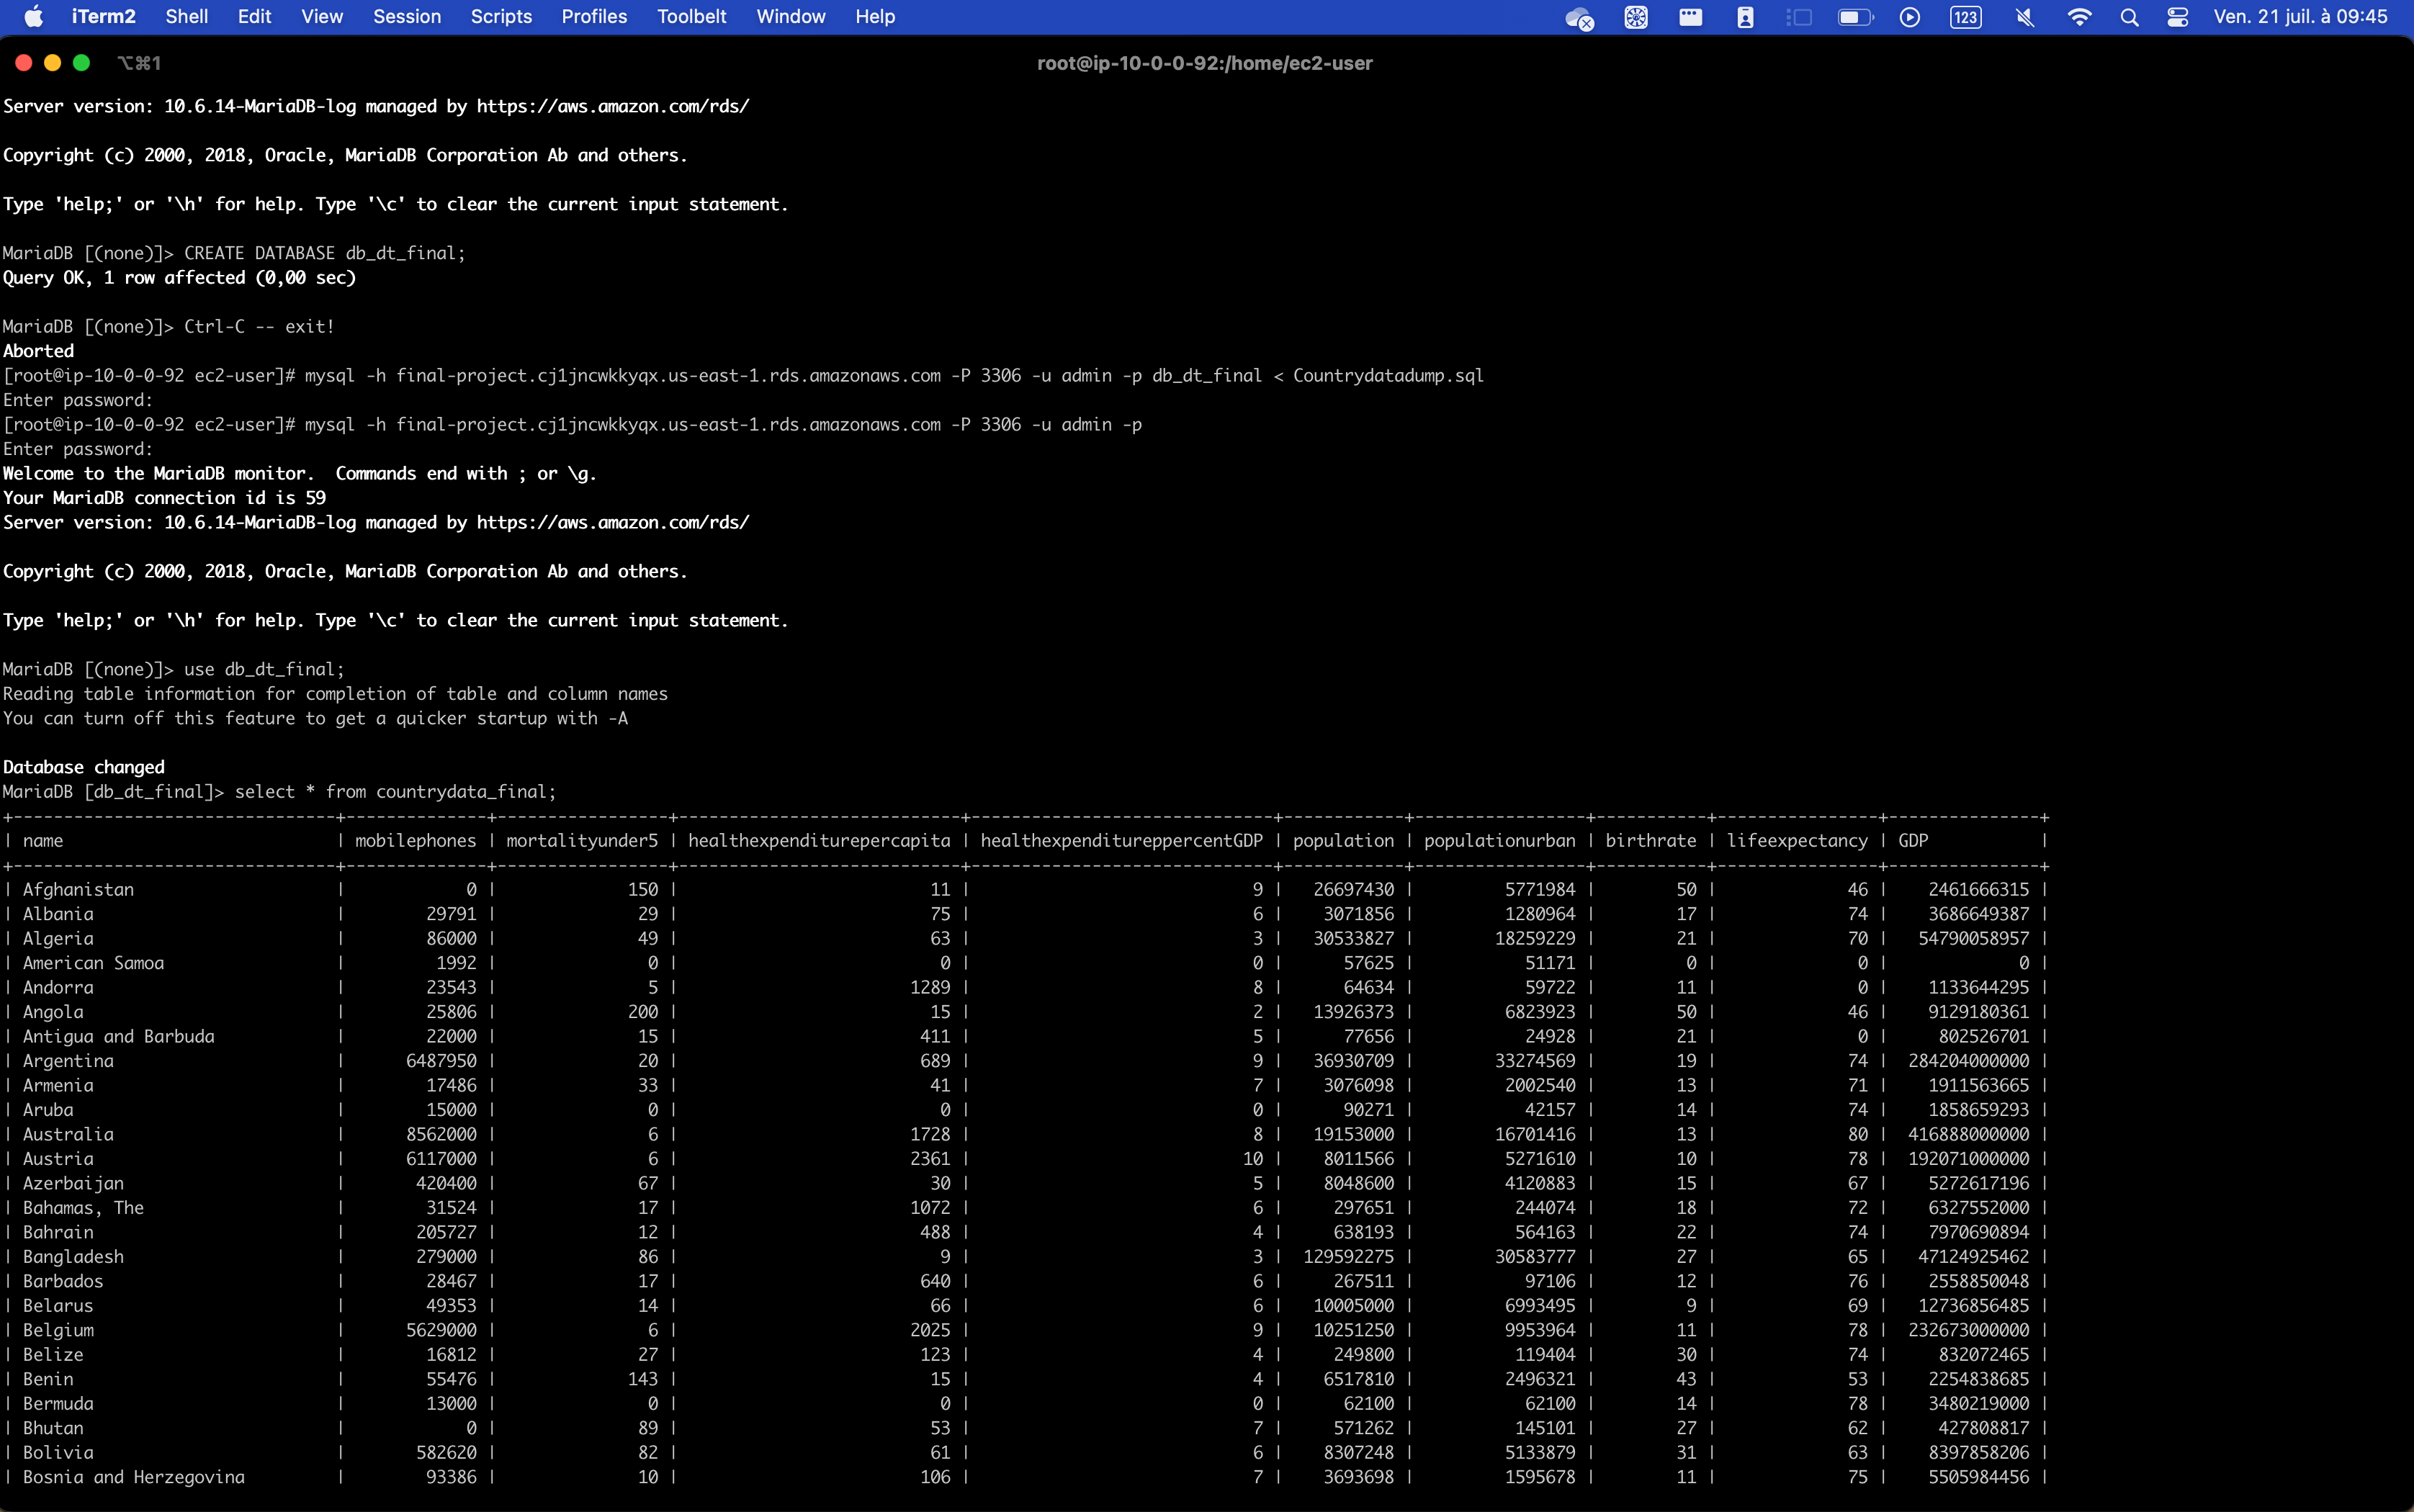 iTerm2 Shell Edit View Session Scripts Profiles Toolbelt Window Help 123 Ven. 21 juil. à 09:45
⌥⌘1 root@ip-10-0-0-92:/home/ec2-user
Server version: 10.6.14-MariaDB-log managed by https://aws.amazon.com/rds/
Copyright (c) 2000, 2018, Oracle, MariaDB Corporation Ab and others.
Type 'help;' or '\h' for help. Type '\c' to clear the current input statement.
MariaDB [(none)]> CREATE DATABASE db_dt_final;
Query OK, 1 row affected (0,00 sec)
MariaDB [(none)]> Ctrl-C -- exit!
Aborted
[root@ip-10-0-0-92 ec2-user]# mysql -h final-project.cj1jncwkkyqx.us-east-1.rds.amazonaws.com -P 3306 -u admin -p db_dt_final < Countrydatadump.sql
Enter password:
[root@ip-10-0-0-92 ec2-user]# mysql -h final-project.cj1jncwkkyqx.us-east-1.rds.amazonaws.com -P 3306 -u admin -p
Enter password:
Welcome to the MariaDB monitor.  Commands end with ; or \g.
Your MariaDB connection id is 59
Server version: 10.6.14-MariaDB-log managed by https://aws.amazon.com/rds/
Copyright (c) 2000, 2018, Oracle, MariaDB Corporation Ab and others.
Type 'help;' or '\h' for help. Type '\c' to clear the current input statement.
MariaDB [(none)]> use db_dt_final;
Reading table information for completion of table and column names
You can turn off this feature to get a quicker startup with -A
Database changed
MariaDB [db_dt_final]> select * from countrydata_final;
| name | mobilephones | mortalityunder5 | healthexpenditurepercapita | healthexpenditureppercentGDP | population | populationurban | birthrate | lifeexpectancy | GDP |
| Afghanistan | 0 | 150 | 11 | 9 | 26697430 | 5771984 | 50 | 46 | 2461666315 |
| Albania | 29791 | 29 | 75 | 6 | 3071856 | 1280964 | 17 | 74 | 3686649387 |
| Algeria | 86000 | 49 | 63 | 3 | 30533827 | 18259229 | 21 | 70 | 54790058957 |
| American Samoa | 1992 | 0 | 0 | 0 | 57625 | 51171 | 0 | 0 | 0 |
| Andorra | 23543 | 5 | 1289 | 8 | 64634 | 59722 | 11 | 0 | 1133644295 |
| Angola | 25806 | 200 | 15 | 2 | 13926373 | 6823923 | 50 | 46 | 9129180361 |
| Antigua and Barbuda | 22000 | 15 | 411 | 5 | 77656 | 24928 | 21 | 0 | 802526701 |
| Argentina | 6487950 | 20 | 689 | 9 | 36930709 | 33274569 | 19 | 74 | 284204000000 |
| Armenia | 17486 | 33 | 41 | 7 | 3076098 | 2002540 | 13 | 71 | 1911563665 |
| Aruba | 15000 | 0 | 0 | 0 | 90271 | 42157 | 14 | 74 | 1858659293 |
| Australia | 8562000 | 6 | 1728 | 8 | 19153000 | 16701416 | 13 | 80 | 416888000000 |
| Austria | 6117000 | 6 | 2361 | 10 | 8011566 | 5271610 | 10 | 78 | 192071000000 |
| Azerbaijan | 420400 | 67 | 30 | 5 | 8048600 | 4120883 | 15 | 67 | 5272617196 |
| Bahamas, The | 31524 | 17 | 1072 | 6 | 297651 | 244074 | 18 | 72 | 6327552000 |
| Bahrain | 205727 | 12 | 488 | 4 | 638193 | 564163 | 22 | 74 | 7970690894 |
| Bangladesh | 279000 | 86 | 9 | 3 | 129592275 | 30583777 | 27 | 65 | 47124925462 |
| Barbados | 28467 | 17 | 640 | 6 | 267511 | 97106 | 12 | 76 | 2558850048 |
| Belarus | 49353 | 14 | 66 | 6 | 10005000 | 6993495 | 9 | 69 | 12736856485 |
| Belgium | 5629000 | 6 | 2025 | 9 | 10251250 | 9953964 | 11 | 78 | 232673000000 |
| Belize | 16812 | 27 | 123 | 4 | 249800 | 119404 | 30 | 74 | 832072465 |
| Benin | 55476 | 143 | 15 | 4 | 6517810 | 2496321 | 43 | 53 | 2254838685 |
| Bermuda | 13000 | 0 | 0 | 0 | 62100 | 62100 | 14 | 78 | 3480219000 |
| Bhutan | 0 | 89 | 53 | 7 | 571262 | 145101 | 27 | 62 | 427808817 |
| Bolivia | 582620 | 82 | 61 | 6 | 8307248 | 5133879 | 31 | 63 | 8397858206 |
| Bosnia and Herzegovina | 93386 | 10 | 106 | 7 | 3693698 | 1595678 | 11 | 75 | 5505984456 |